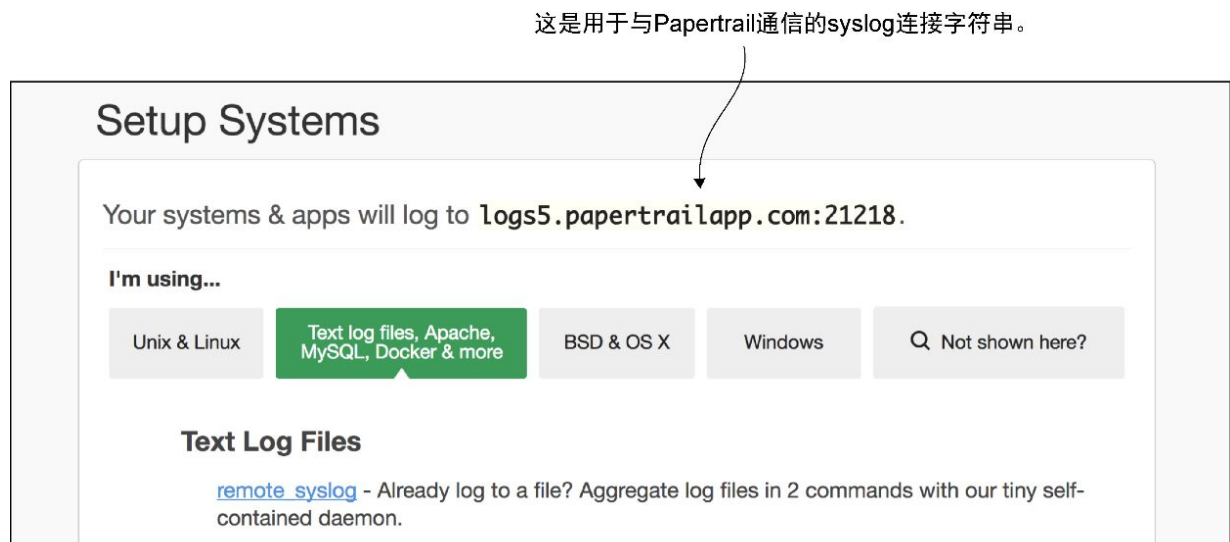 这是用于与Papertrail通信的syslog连接字符串。
Setup Systems
Your systems & apps will log to logs5.papertrailapp.com:21218.
I'm using...
Unix & Linux
Text log files, Apache,
MySQL, Docker & more
BSD & OS X
Windows
Not shown here?
Text Log Files
remote_syslog - Already log to a file? Aggregate log files in 2 commands with our tiny self-
contained daemon.